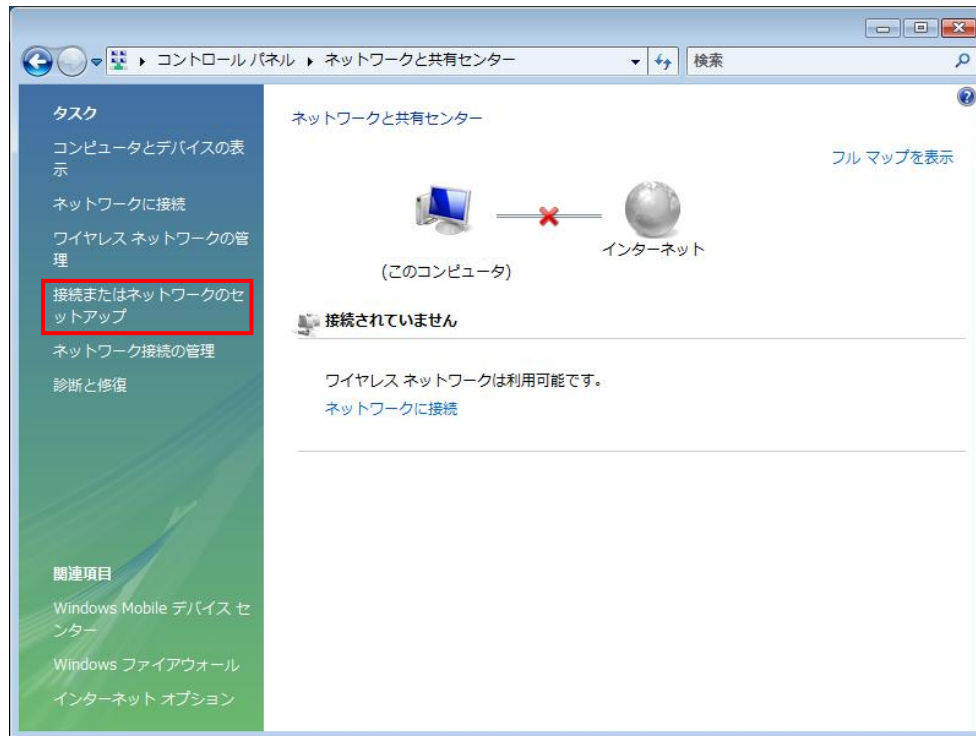 コントロール パネル ▸ ネットワークと共有センター
検索
タスク
コンピュータとデバイスの表
示
ネットワークに接続
ワイヤレス ネットワークの管
理
接続またはネットワークのセ
ットアップ
ネットワーク接続の管理
診断と修復
関連項目
Windows Mobile デバイス セ
ンター
Windows ファイアウォール
インターネット オプション
ネットワークと共有センター
フル マップを表示
インターネット
(このコンピュータ)
接続されていません
ワイヤレス ネットワークは利用可能です。
ネットワークに接続